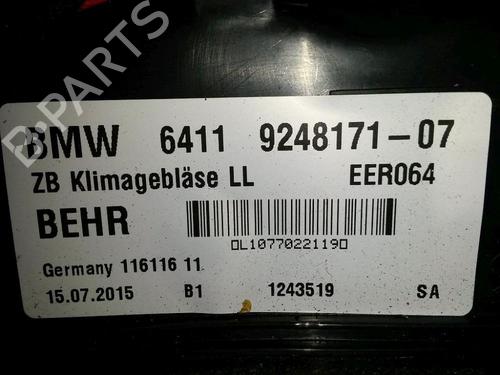 B-PARTS
BMW 6411 9248171-07
ZB Klimagebläse LL EER064
BEHR
□L1077022119□
Germany 116116 11
15.07.2015 B1 1243519 SA